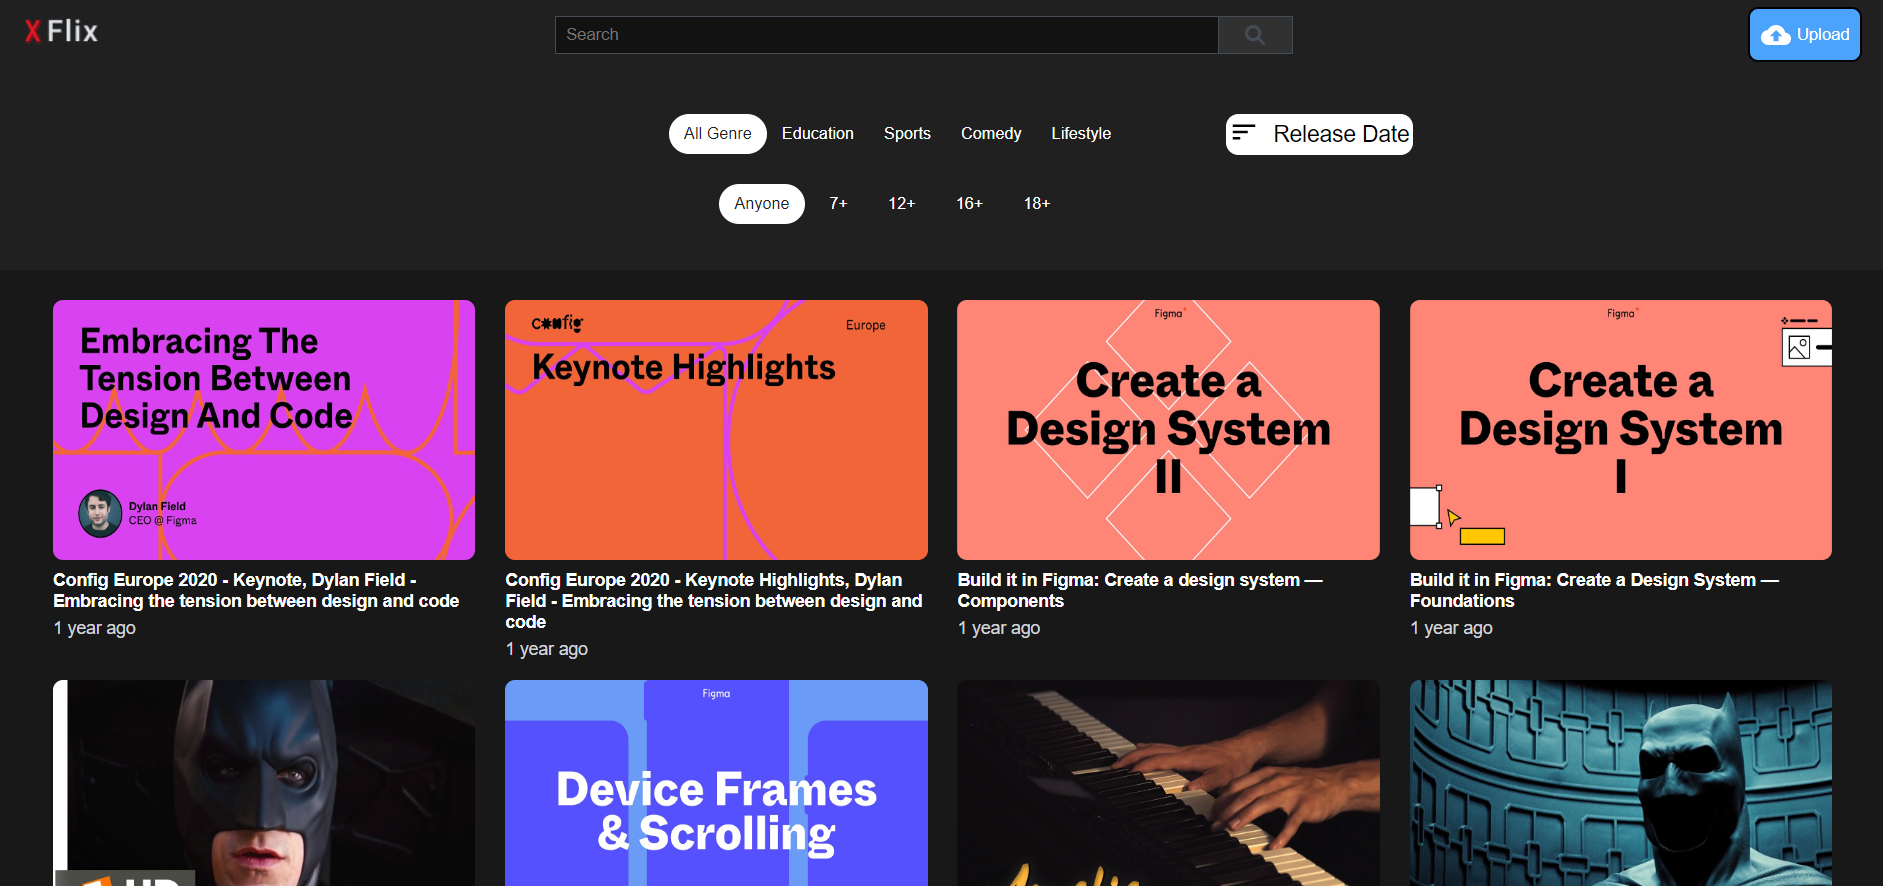 X Flix
Search
Upload
All Genre Education Sports Comedy Lifestyle
Release Date
Anyone 7+ 12+ 16+ 18+
Embracing The
Tension Between
Design And Code
Dylan Field
CEO @ Figma
Config
Europe
Keynote Highlights
Figma
Create a
Design System
II
Figma
Create a
Design System
I
Config Europe 2020 - Keynote, Dylan Field -
Embracing the tension between design and code
1 year ago
Config Europe 2020 - Keynote Highlights, Dylan
Field - Embracing the tension between design and
code
1 year ago
Build it in Figma: Create a design system —
Components
1 year ago
Build it in Figma: Create a Design System —
Foundations
1 year ago
HD
Figma
Device Frames
& Scrolling